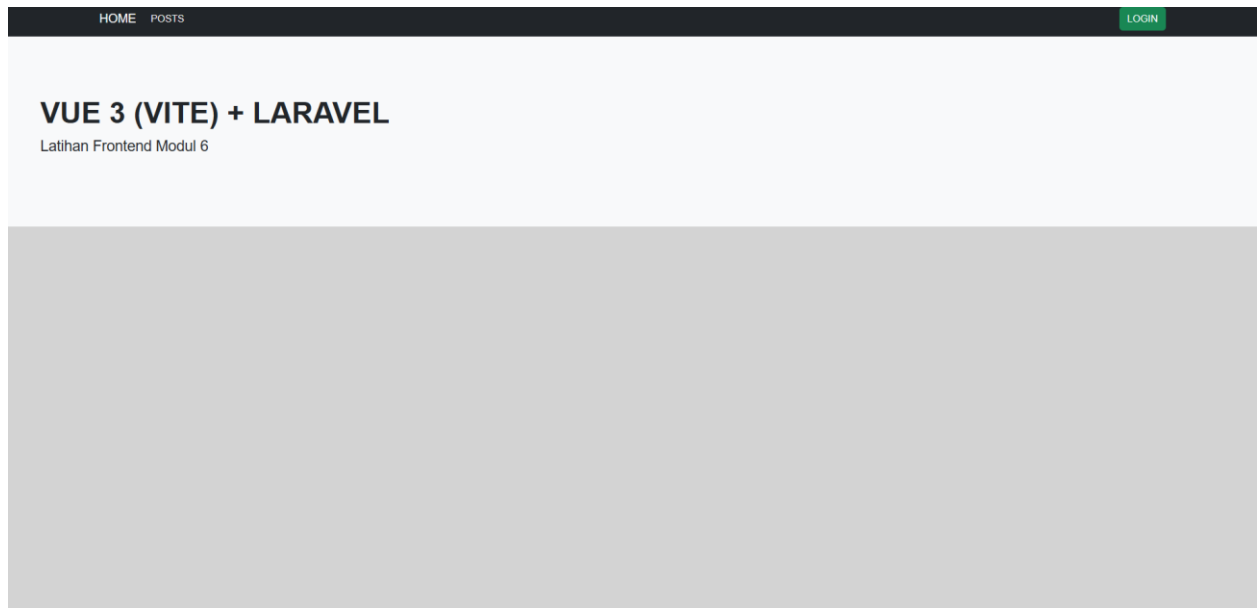 HOME POSTS LOGIN
VUE 3 (VITE) + LARAVEL
Latihan Frontend Modul 6